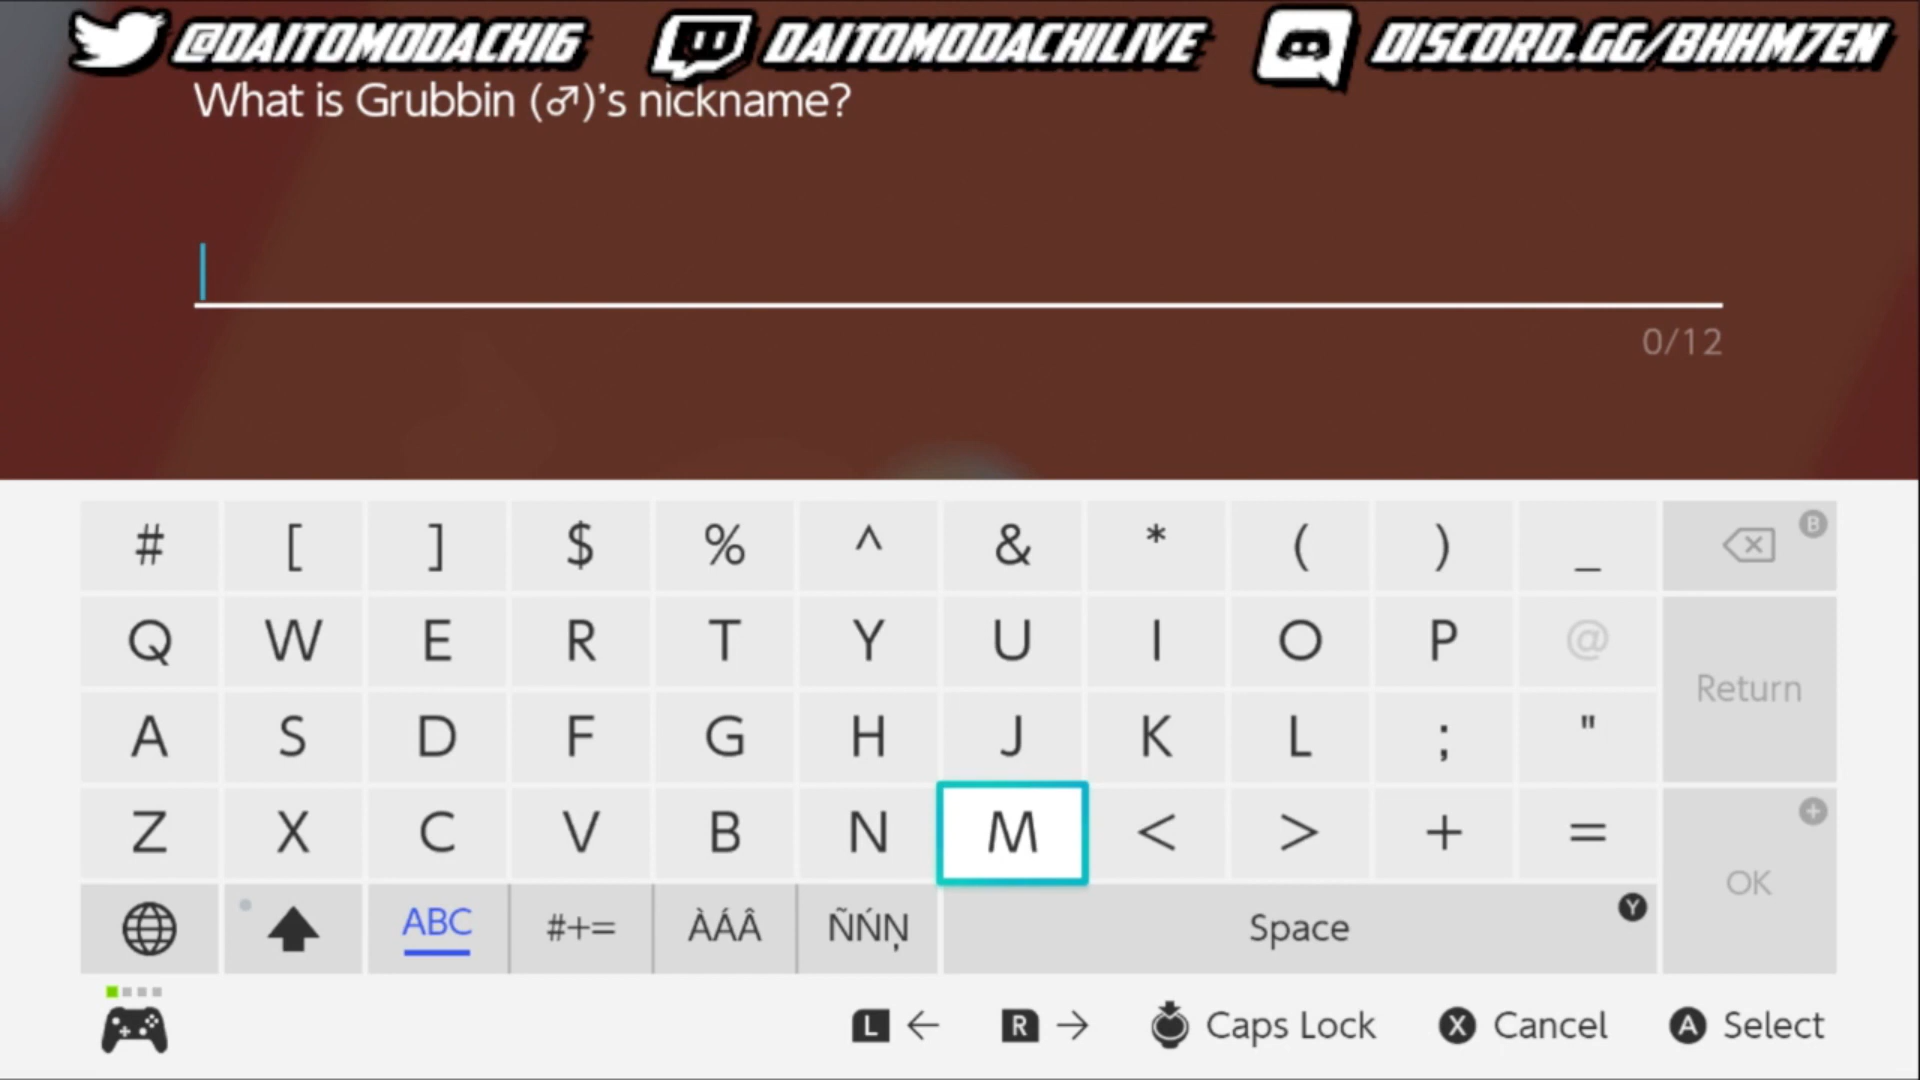 @DAITOMODACHI6 DAITOMODACHILIVE DISCORD.GG/BHHM7EN
What is Grubbin (♂)'s nickname?
0/12
# [ ] $ % ^ & * ( ) _ B
Q W E R T Y U I O P @
Return
A S D F G H J K L ; "
Z X C V B N M < > + = +
OK
ABC #+= ÀÁÂ ÑŃŅ Space Y
L ← R → Caps Lock X Cancel A Select